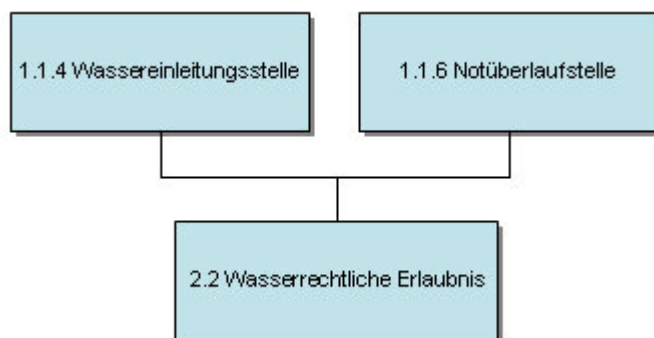 1.1.4 Wassereinleitungsstelle
1.1.6 Notüberlaufstelle
2.2 Wasserrechtliche Erlaubnis